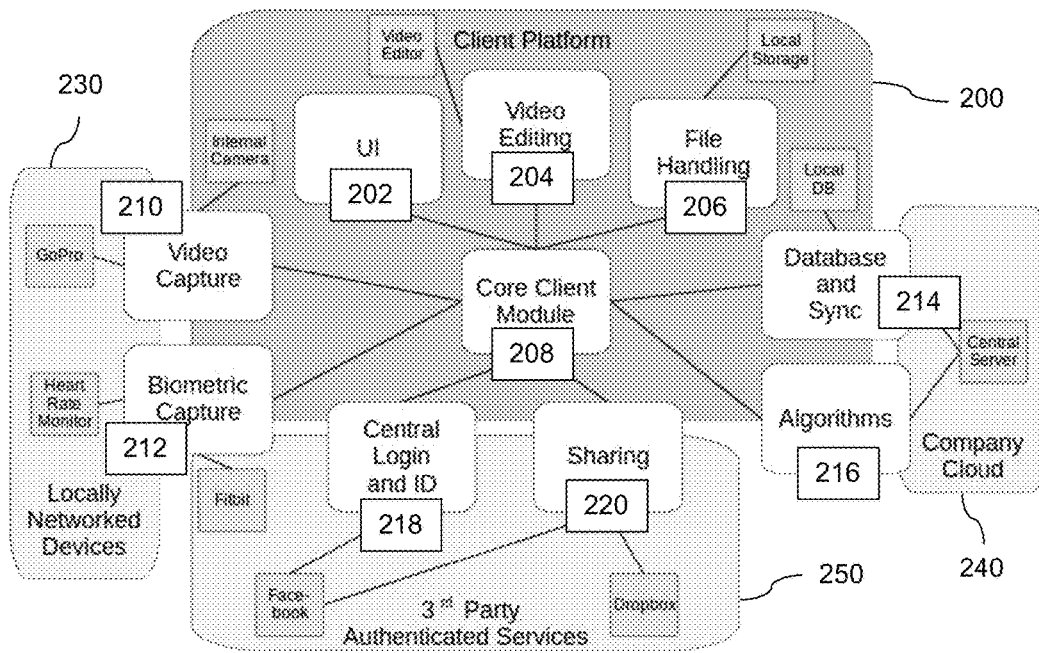 Video
Editor
Client Platform
Local
Storage
230
200
Internal
Camera
UI
202
Video
Editing
204
File
Handling
206
Local
DB
210
Video
Capture
GoPro
Core Client
Module
208
Database
and
Sync
214
Central
Server
Heart
Rate
Monitor
Biometric
Capture
212
Fitbit
Central
Login
and ID
218
Sharing
220
Algorithms
216
Company
Cloud
Locally
Networked
Devices
240
250
Face-
book
Dropbox
3rd Party
Authenticated Services